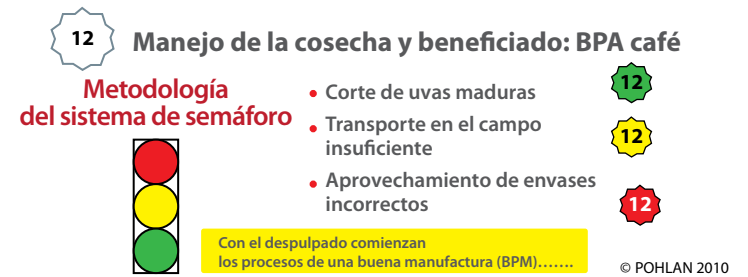 12
Manejo de la cosecha y beneficiado: BPA café
Metodología
del sistema de semáforo
• Corte de uvas maduras
12
• Transporte en el campo
insuficiente
12
• Aprovechamiento de envases
incorrectos
12
Con el despulpado comienzan
los procesos de una buena manufactura (BPM).......
© POHLAN 2010